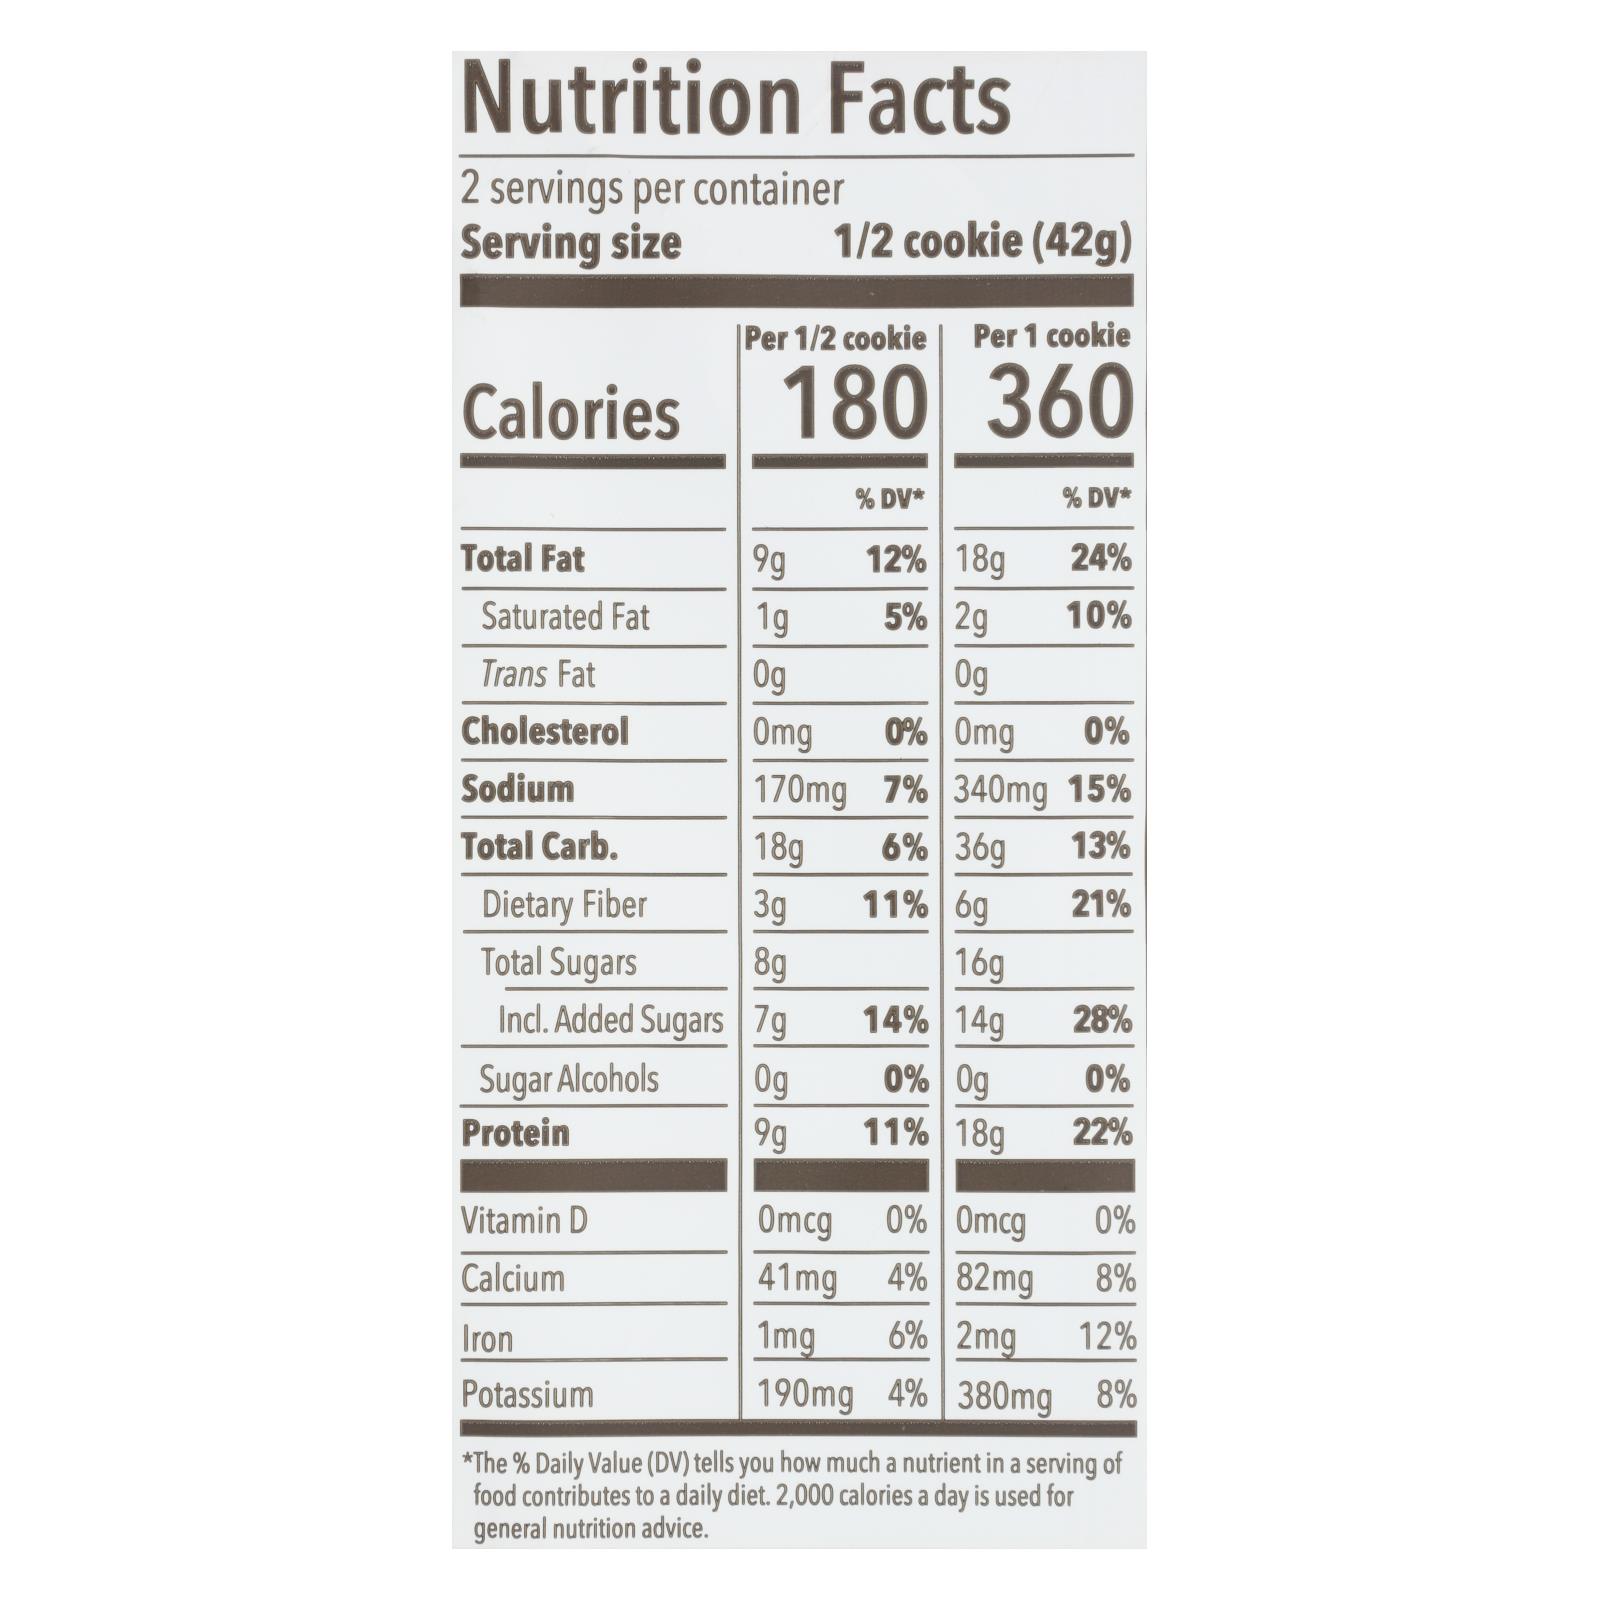 Nutrition Facts
2 servings per container
Serving size 1/2 cookie (42g)
Per 1/2 cookie Per 1 cookie
Calories 180 360
% DV* % DV*
Total Fat 9g 12% 18g 24%
Saturated Fat 1g 5% 2g 10%
Trans Fat 0g 0g
Cholesterol 0mg 0% 0mg 0%
Sodium 170mg 7% 340mg 15%
Total Carb. 18g 6% 36g 13%
Dietary Fiber 3g 11% 6g 21%
Total Sugars 8g 16g
Incl. Added Sugars 7g 14% 14g 28%
Sugar Alcohols 0g 0% 0g 0%
Protein 9g 11% 18g 22%
Vitamin D 0mcg 0% 0mcg 0%
Calcium 41mg 4% 82mg 8%
Iron 1mg 6% 2mg 12%
Potassium 190mg 4% 380mg 8%
*The % Daily Value (DV) tells you how much a nutrient in a serving of
food contributes to a daily diet. 2,000 calories a day is used for
general nutrition advice.